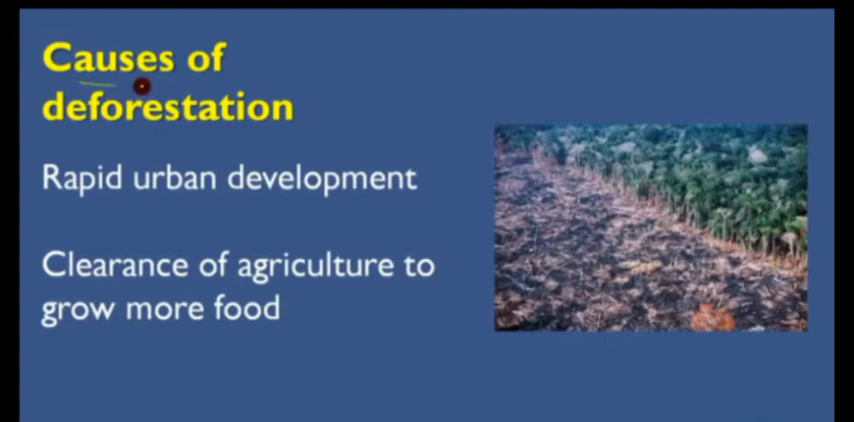 Causes of
deforestation
Rapid urban development
Clearance of agriculture to
grow more food